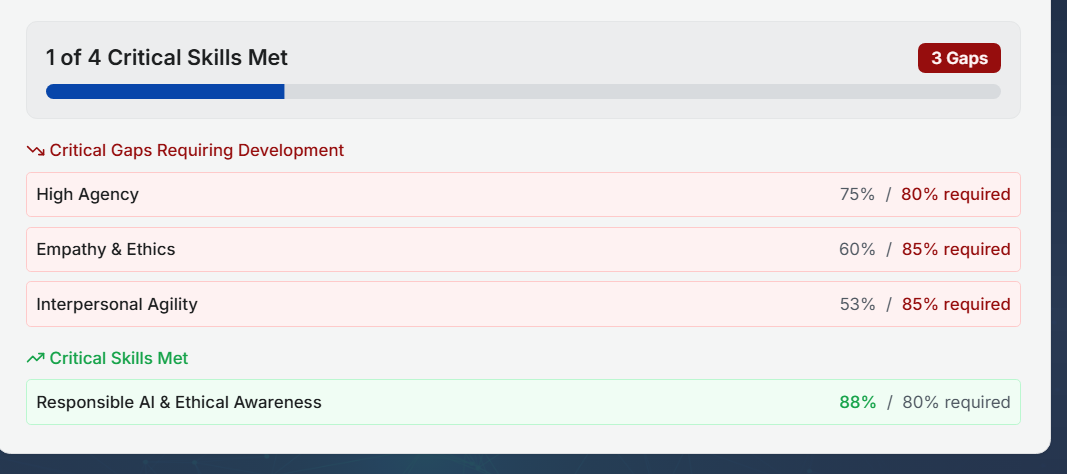 1 of 4 Critical Skills Met
3 Gaps
Critical Gaps Requiring Development
High Agency 75% / 80% required
Empathy & Ethics 60% / 85% required
Interpersonal Agility 53% / 85% required
Critical Skills Met
Responsible AI & Ethical Awareness 88% / 80% required